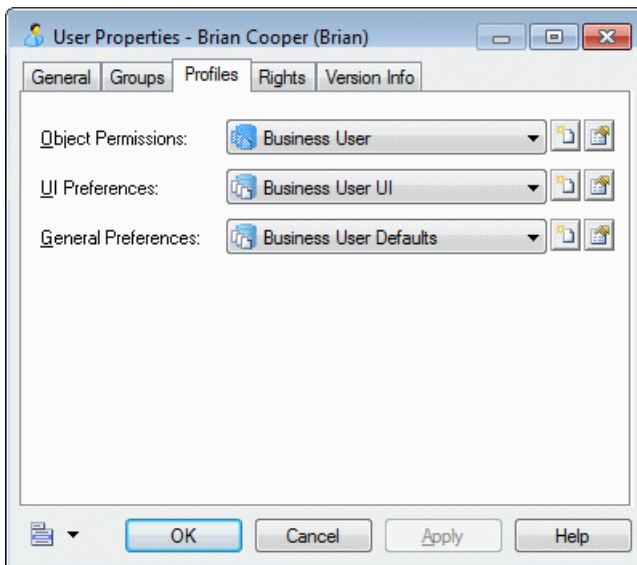 User Properties - Brian Cooper (Brian)
General Groups Profiles Rights Version Info
Object Permissions: Business User
UI Preferences: Business User UI
General Preferences: Business User Defaults
OK Cancel Apply Help